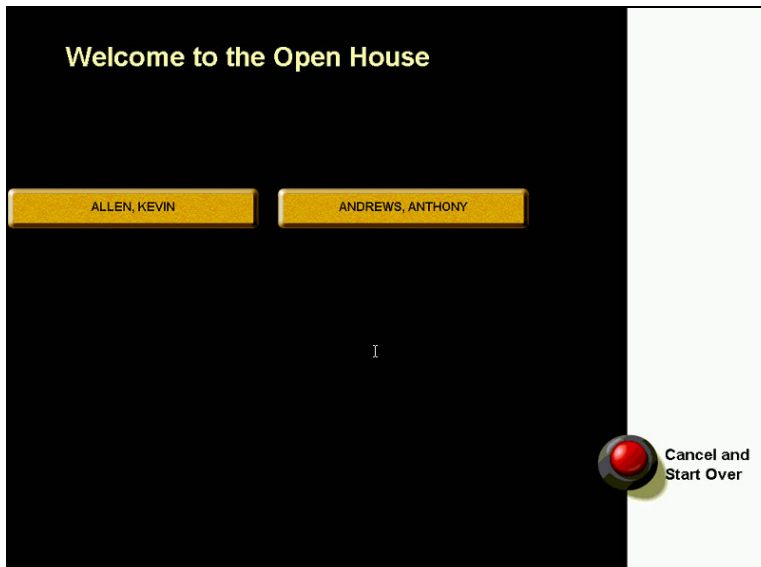 Welcome to the Open House
ALLEN, KEVIN
ANDREWS, ANTHONY
Cancel and
Start Over